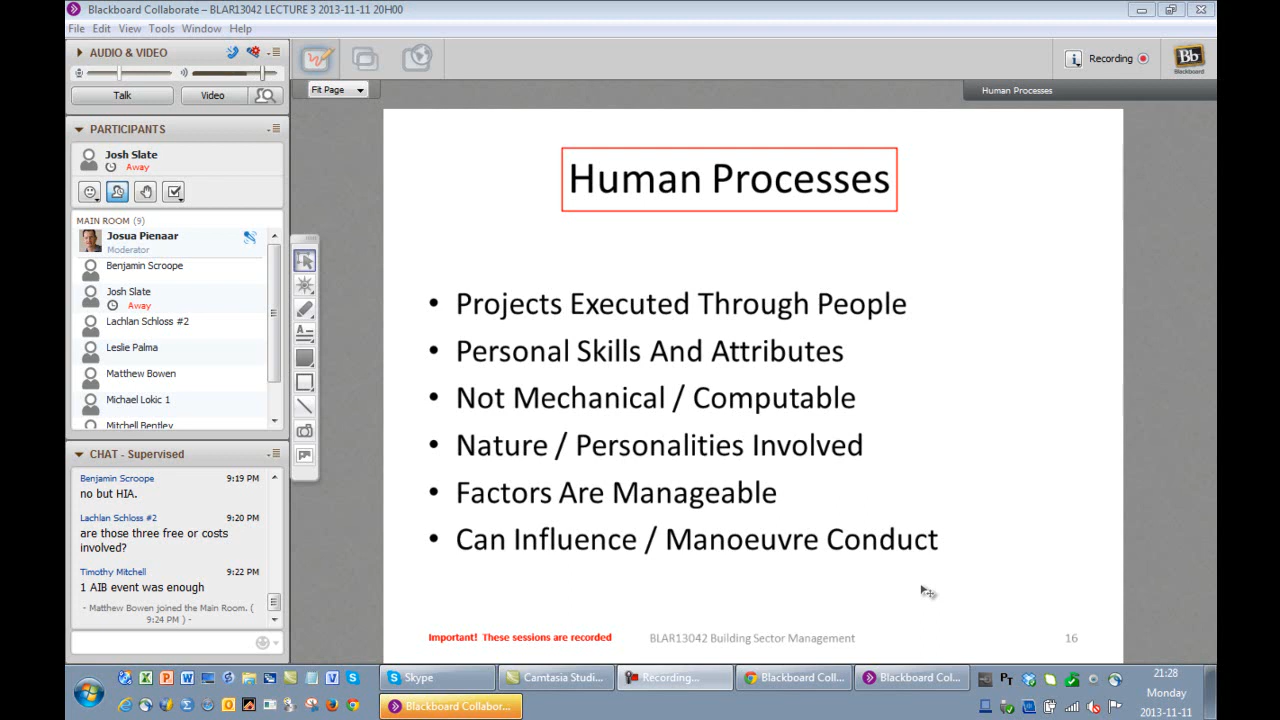 Blackboard Collaborate – BLAR13042 LECTURE 3 2013-11-11 20H00
File Edit View Tools Window Help
AUDIO & VIDEO
Talk Video
PARTICIPANTS
Josh Slate
Away
MAIN ROOM (9)
Josua Pienaar
Moderator
Benjamin Scroope
Josh Slate
Away
Lachlan Schloss #2
Leslie Palma
Matthew Bowen
Michael Lokic 1
Mitchell Bentley
CHAT - Supervised
Benjamin Scroope 9:19 PM
no but HIA.
Lachlan Schloss #2 9:20 PM
are those three free or costs
involved?
Timothy Mitchell 9:22 PM
1 AIB event was enough
- Matthew Bowen joined the Main Room. (
9:24 PM ) -
Fit Page
Recording
Bb
Blackboard
Human Processes
Human Processes
• Projects Executed Through People
• Personal Skills And Attributes
• Not Mechanical / Computable
• Nature / Personalities Involved
• Factors Are Manageable
• Can Influence / Manoeuvre Conduct
Important! These sessions are recorded BLAR13042 Building Sector Management 16
Skype Camtasia Studi... Recording... Blackboard Coll... Blackboard Col...
Blackboard Collabor...
21:28
Monday
2013-11-11